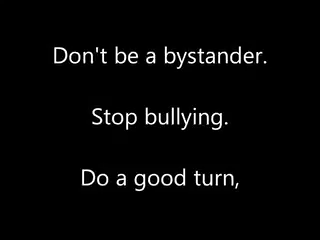 Don't be a bystander.
Stop bullying.
Do a good turn,